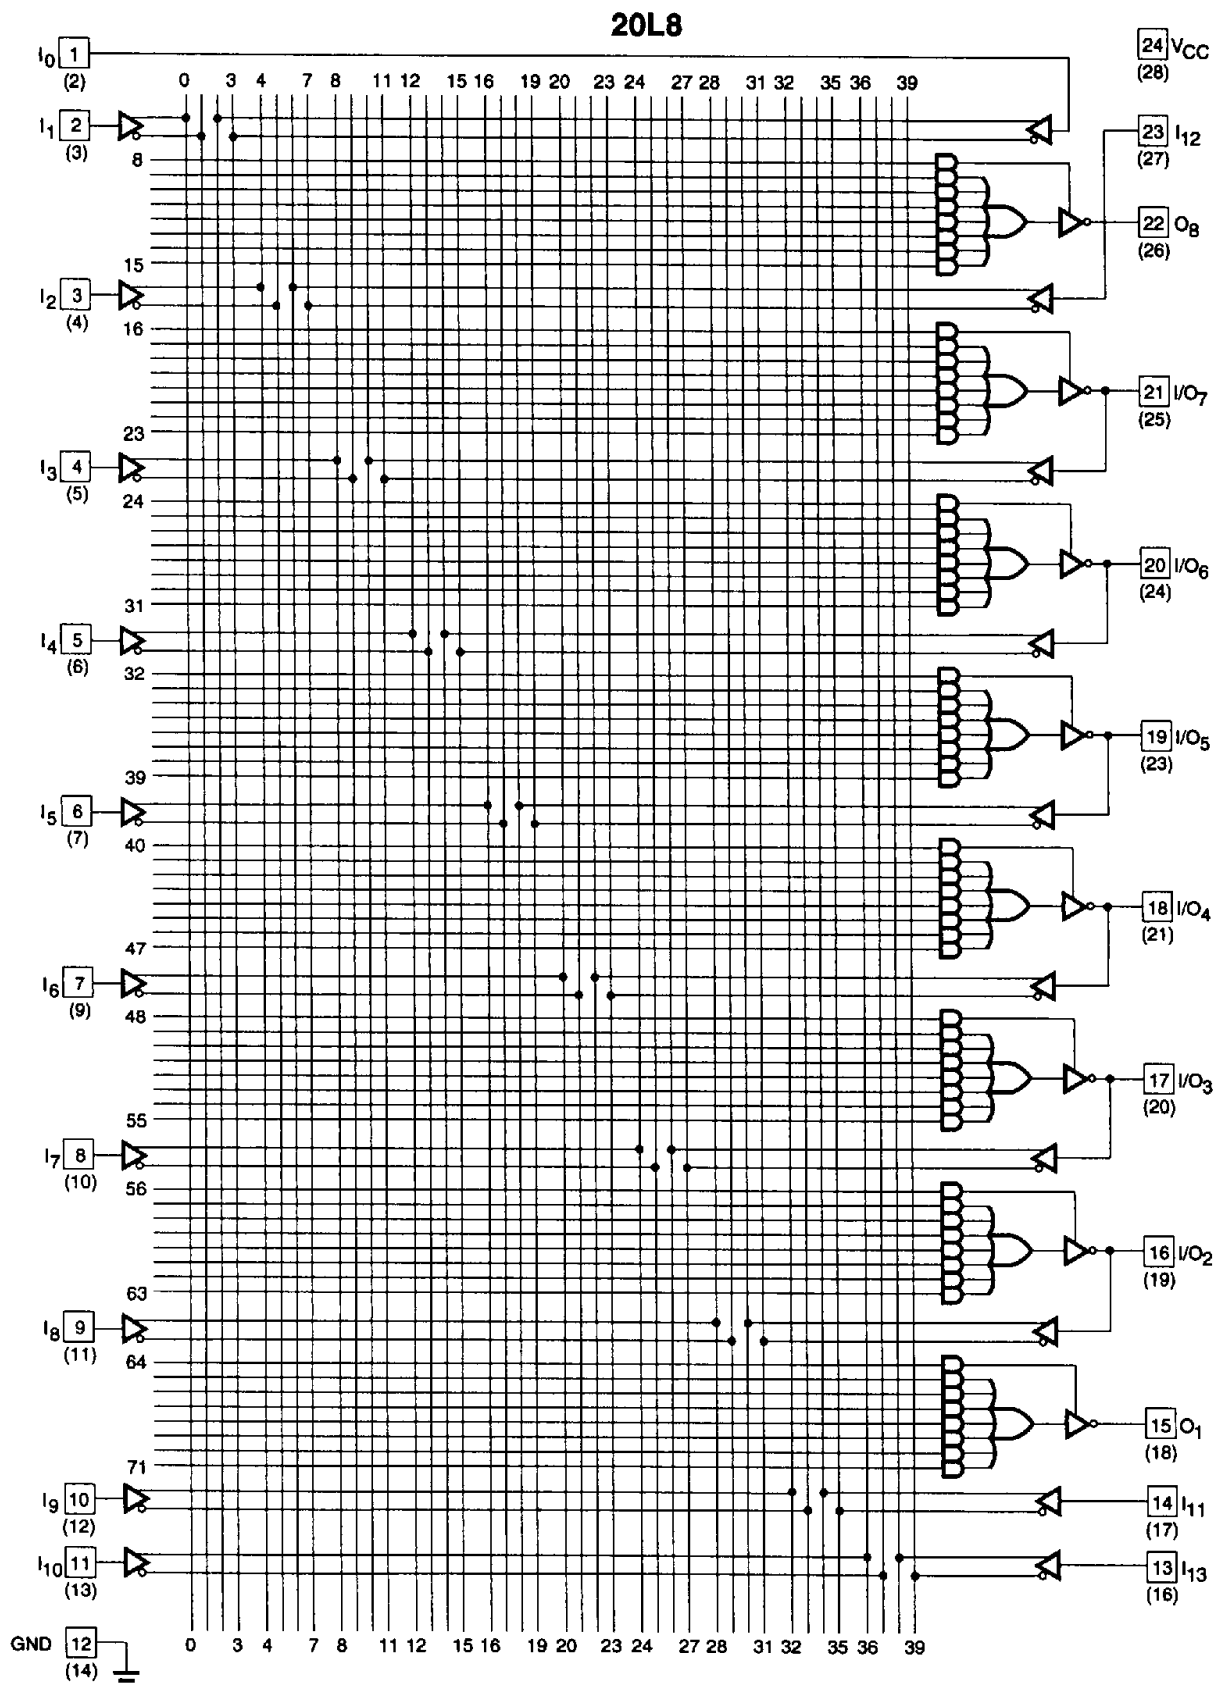 20L8
I0 1
(2)
24 VCC
(28)
0 3 4 7 8 11 12 15 16 19 20 23 24 27 28 31 32 35 36 39
I1 2
(3)
23 I12
(27)
8
22 O8
(26)
15
I2 3
(4)
16
21 I/O7
(25)
23
I3 4
(5)
24
20 I/O6
(24)
31
I4 5
(6)
32
19 I/O5
(23)
39
I5 6
(7)
40
18 I/O4
(21)
47
I6 7
(9)
48
17 I/O3
(20)
55
I7 8
(10)
56
16 I/O2
(19)
63
I8 9
(11)
64
15 O1
(18)
71
I9 10
(12)
14 I11
(17)
I10 11
(13)
13 I13
(16)
GND 12
(14)
0 3 4 7 8 11 12 15 16 19 20 23 24 27 28 31 32 35 36 39